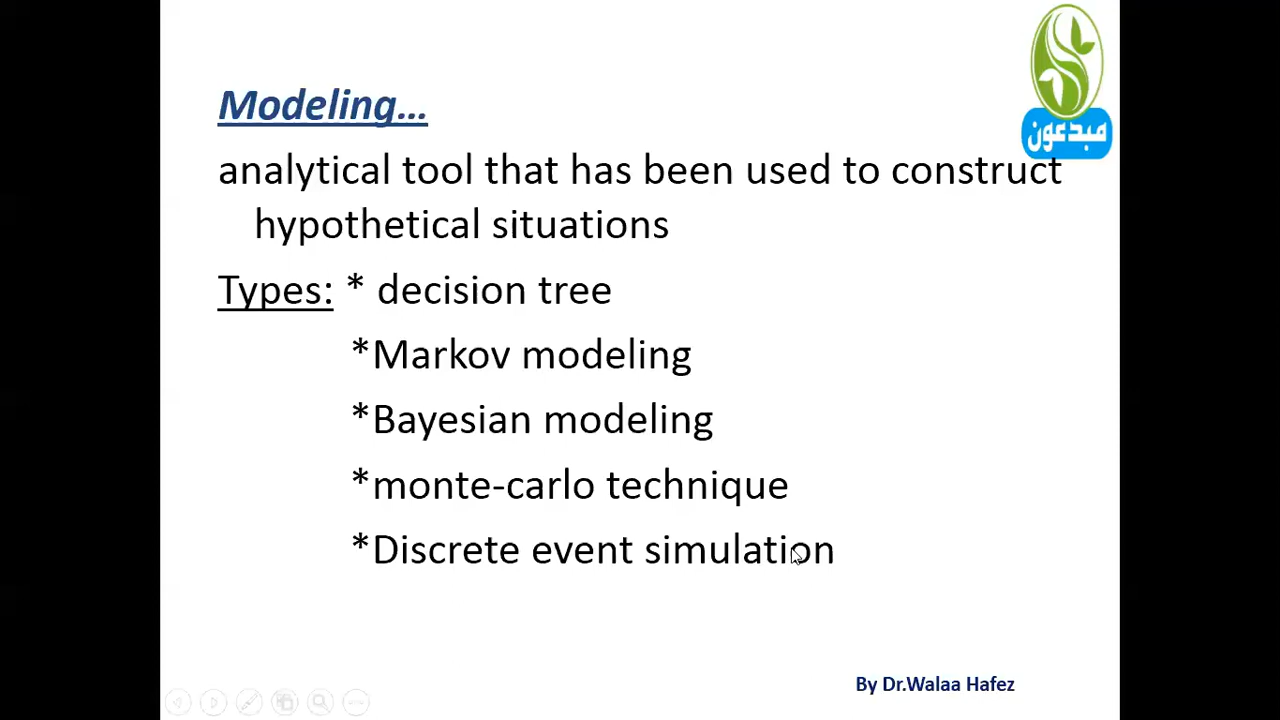 مبدعون
Modeling...
analytical tool that has been used to construct
hypothetical situations
Types: * decision tree
*Markov modeling
*Bayesian modeling
*monte-carlo technique
*Discrete event simulation
By Dr.Walaa Hafez